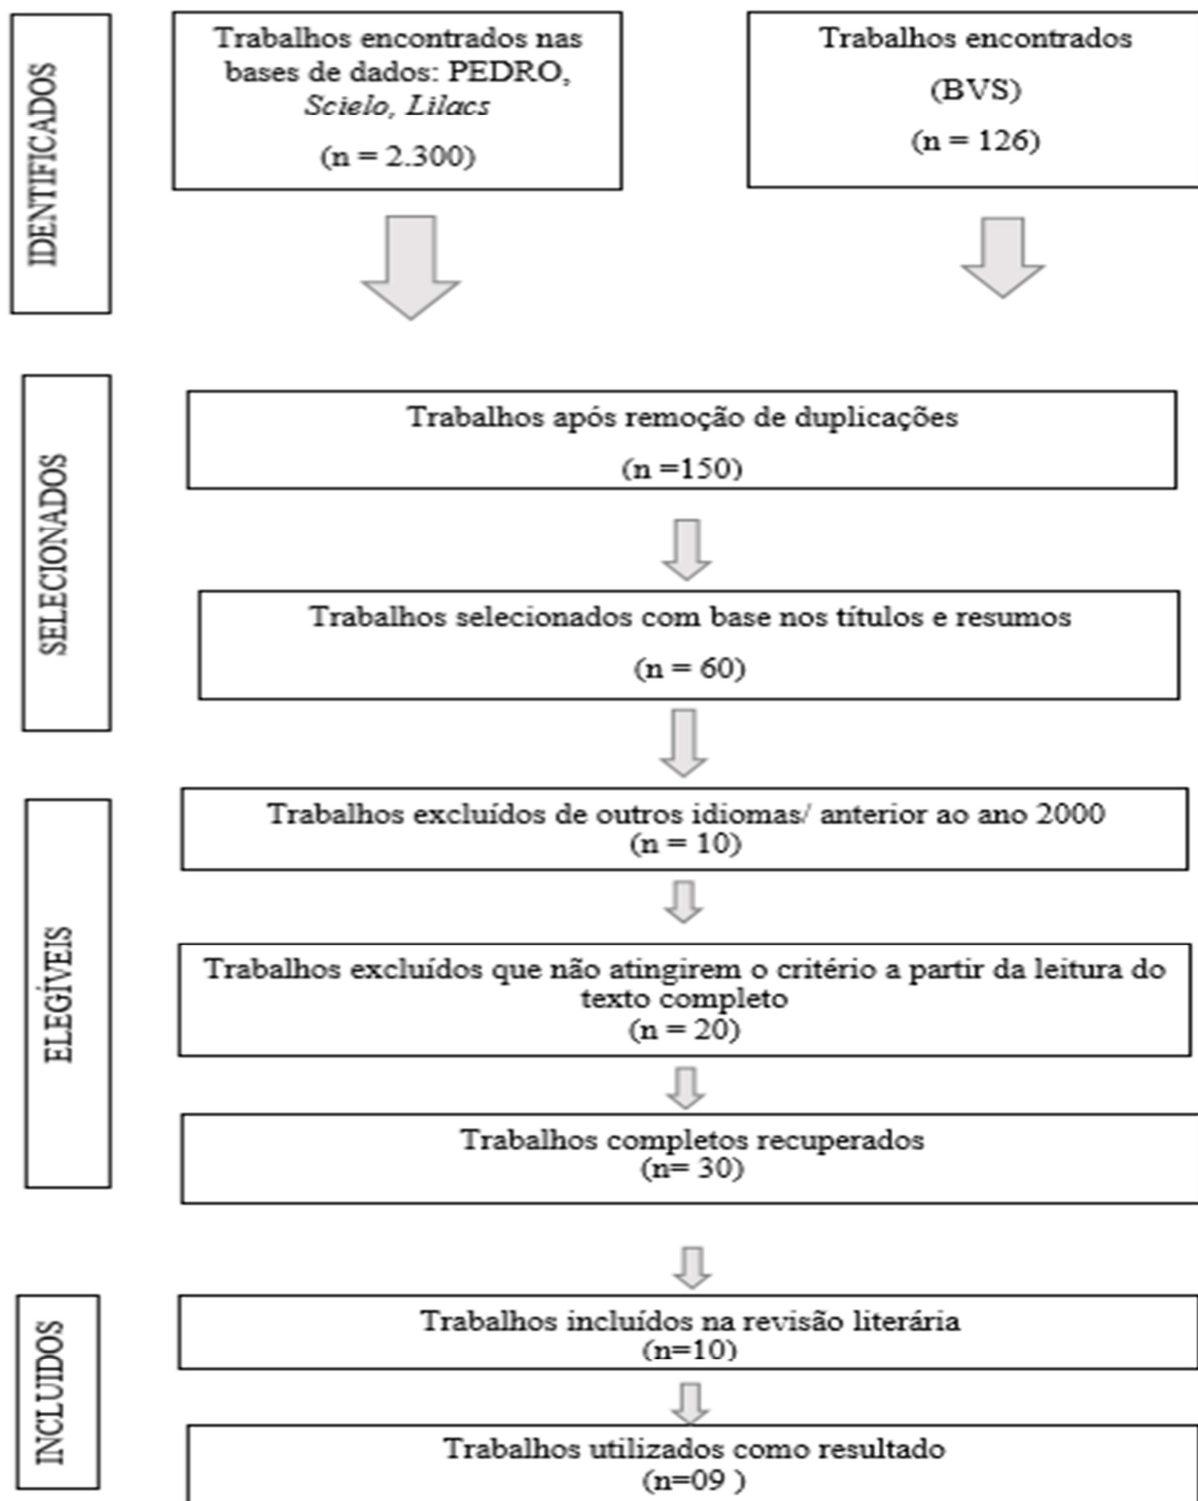 IDENTIFICADOS
Trabalhos encontrados nas
bases de dados: PEDRO,
Scielo, Lilacs
(n = 2.300)
Trabalhos encontrados
(BVS)
(n = 126)
SELECIONADOS
Trabalhos após remoção de duplicações
(n =150)
Trabalhos selecionados com base nos títulos e resumos
(n = 60)
ELEGÍVEIS
Trabalhos excluídos de outros idiomas/ anterior ao ano 2000
(n = 10)
Trabalhos excluídos que não atingirem o critério a partir da leitura do
texto completo
(n = 20)
Trabalhos completos recuperados
(n= 30)
INCLUIDOS
Trabalhos incluídos na revisão literária
(n=10)
Trabalhos utilizados como resultado
(n=09 )